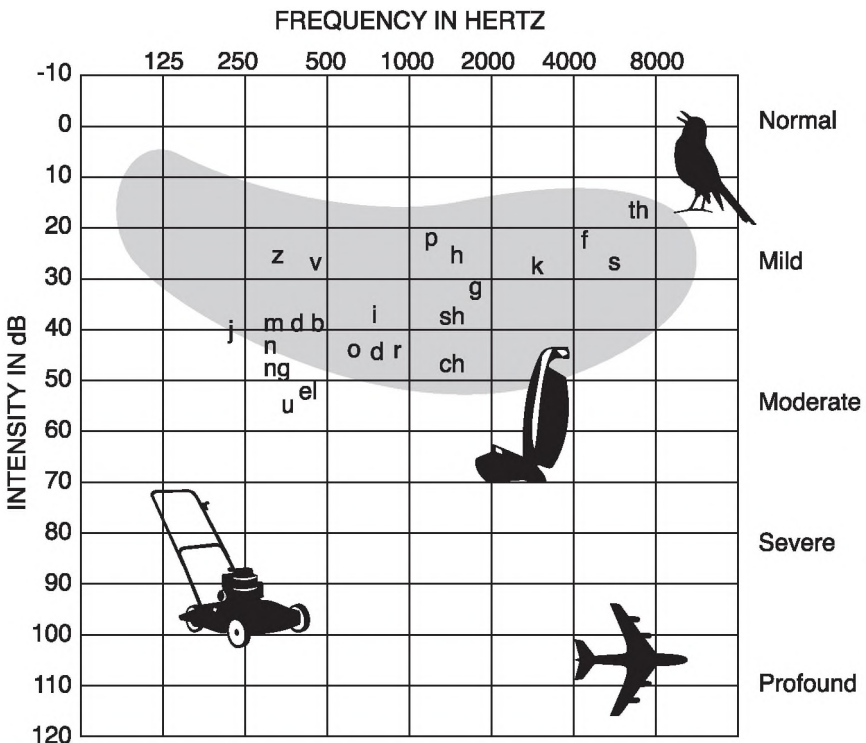 FREQUENCY IN HERTZ
125 250 500 1000 2000 4000 8000
-10
0 Normal
10
20 th
p f
z v h k s
30 Mild
g
i sh
40 j m d b
n o d r
ng ch
50
el
u Moderate
60
70
80
Severe
90
100
110 Profound
120
INTENSITY IN dB